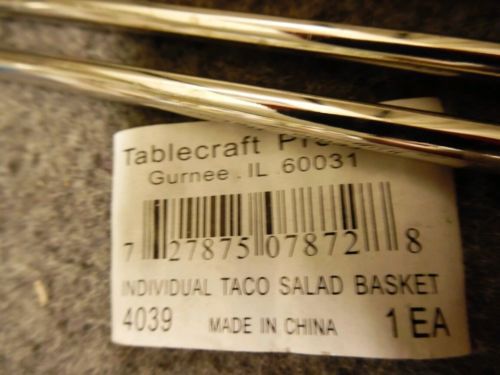 Tablecraft
Gurnee . IL 60031
7 27875 07872 8
INDIVIDUAL TACO SALAD BASKET
4039 MADE IN CHINA 1 EA